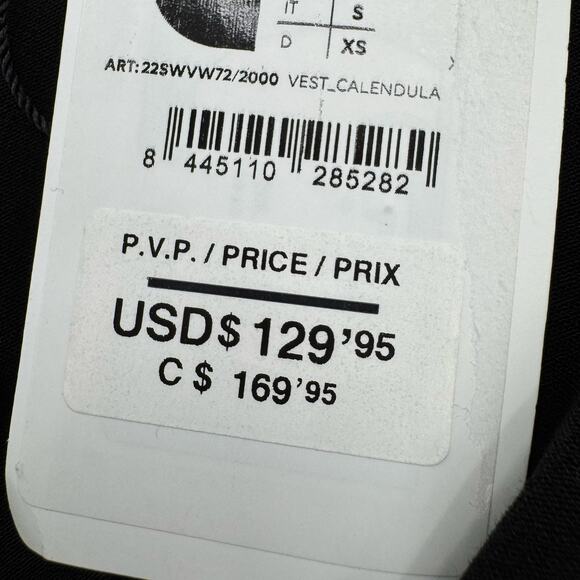 IT S
D XS
ART:22SWVW72/2000 VEST_CALENDULA
8 445110 285282
P.V.P. / PRICE / PRIX
USD$ 129'95
C $ 169'95